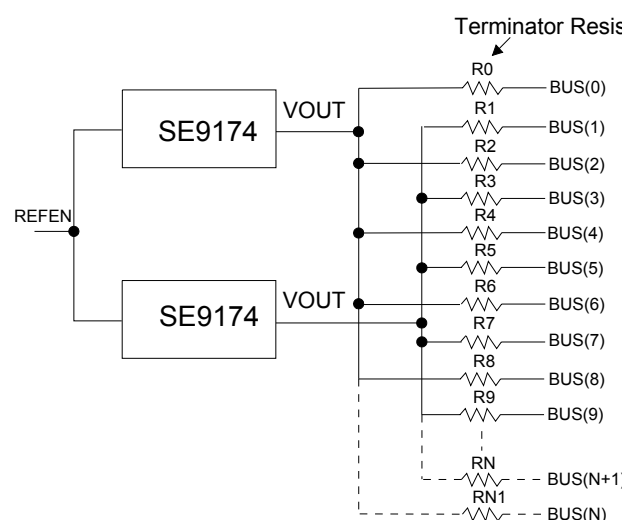 Terminator Resis
R0
BUS(0)
R1
BUS(1)
R2
BUS(2)
R3
BUS(3)
R4
BUS(4)
R5
BUS(5)
R6
BUS(6)
R7
BUS(7)
R8
BUS(8)
R9
BUS(9)
RN
BUS(N+1)
RN1
BUS(N)
SE9174
VOUT
REFEN
SE9174
VOUT